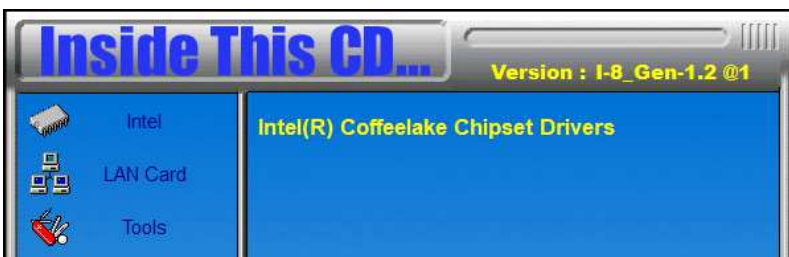 Inside This CD...
Version : I-8_Gen-1.2 @1
Intel
Intel(R) Coffeelake Chipset Drivers
LAN Card
Tools